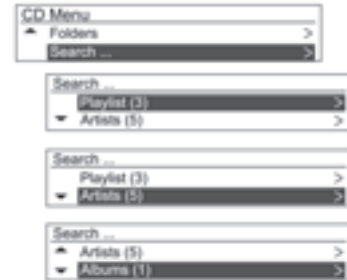 CD Menu
Folders >
Search ... >
Search ...
Playlist (3) >
Artists (5) >
Search ...
Playlist (3) >
Artists (5) >
Search ...
Artists (5) >
Albums (1) >